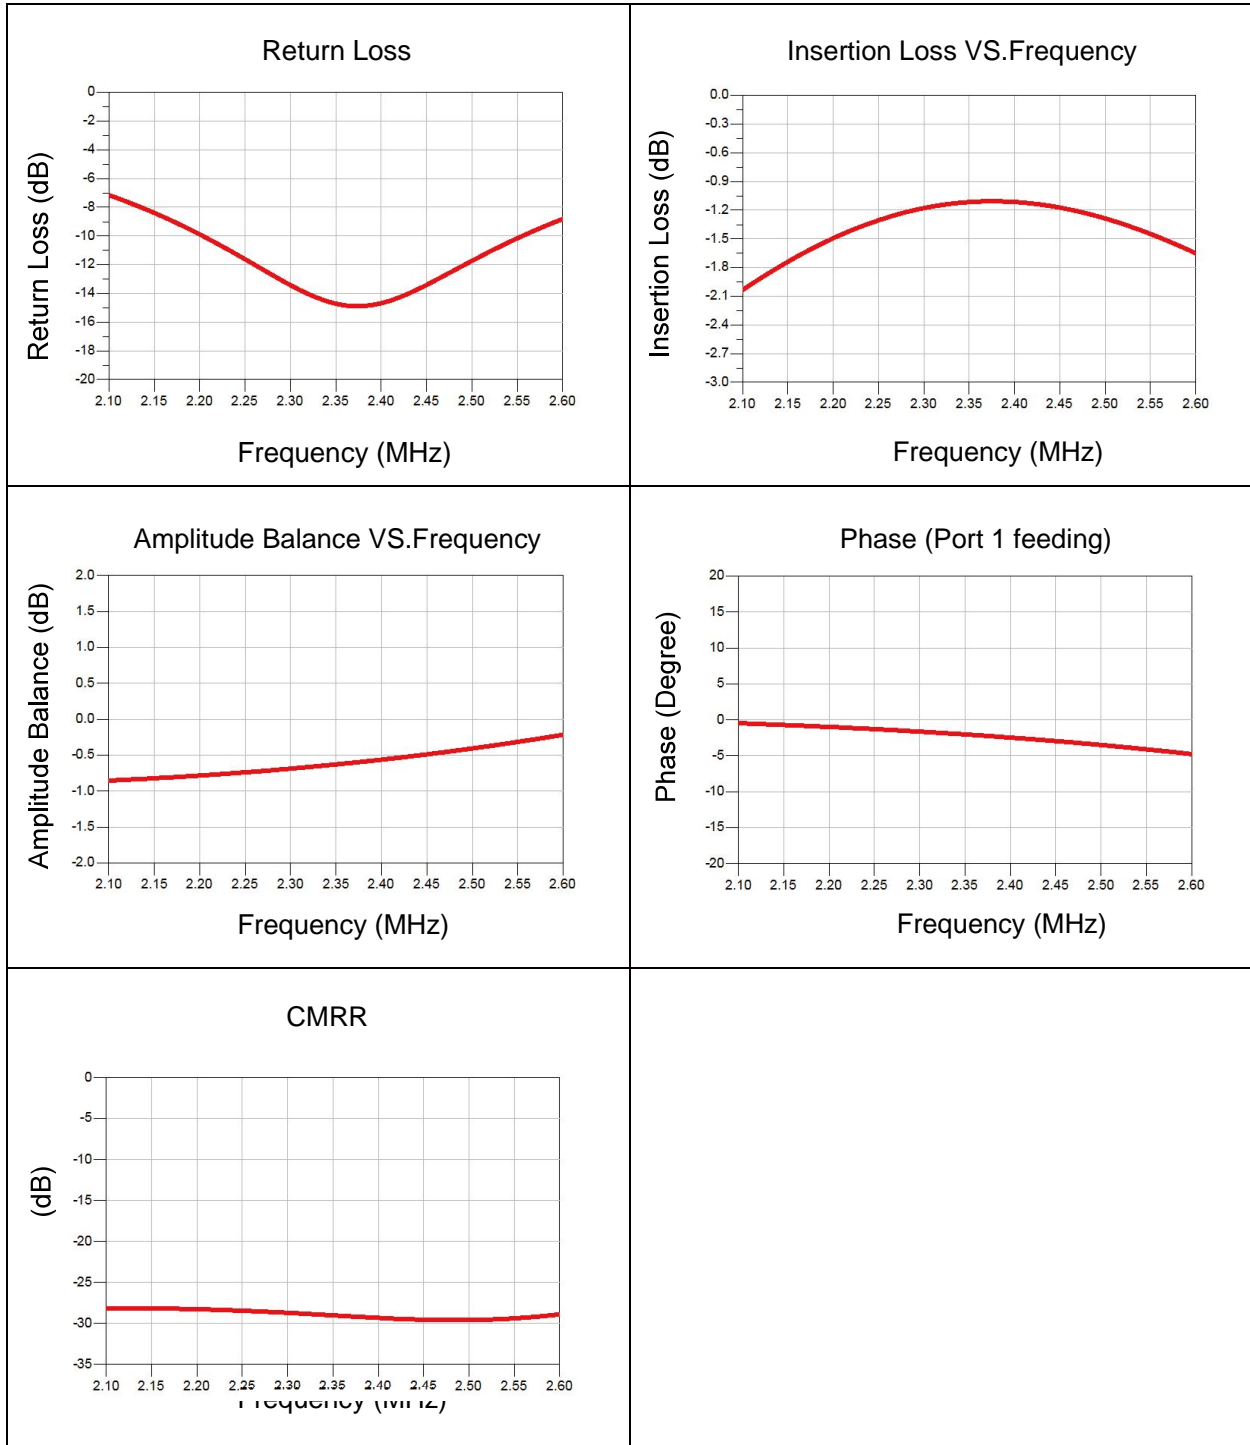 Return Loss
Return Loss (dB)
0
-2
-4
-6
-8
-10
-12
-14
-16
-18
-20
2.10 2.15 2.20 2.25 2.30 2.35 2.40 2.45 2.50 2.55 2.60
Frequency (MHz)
Insertion Loss VS.Frequency
Insertion Loss (dB)
0.0
-0.3
-0.6
-0.9
-1.2
-1.5
-1.8
-2.1
-2.4
-2.7
-3.0
2.10 2.15 2.20 2.25 2.30 2.35 2.40 2.45 2.50 2.55 2.60
Frequency (MHz)
Amplitude Balance VS.Frequency
Amplitude Balance (dB)
2.0
1.5
1.0
0.5
0.0
-0.5
-1.0
-1.5
-2.0
2.10 2.15 2.20 2.25 2.30 2.35 2.40 2.45 2.50 2.55 2.60
Frequency (MHz)
Phase (Port 1 feeding)
Phase (Degree)
20
15
10
5
0
-5
-10
-15
-20
2.10 2.15 2.20 2.25 2.30 2.35 2.40 2.45 2.50 2.55 2.60
Frequency (MHz)
CMRR
(dB)
0
-5
-10
-15
-20
-25
-30
-35
2.10 2.15 2.20 2.25 2.30 2.35 2.40 2.45 2.50 2.55 2.60
Frequency (MHz)